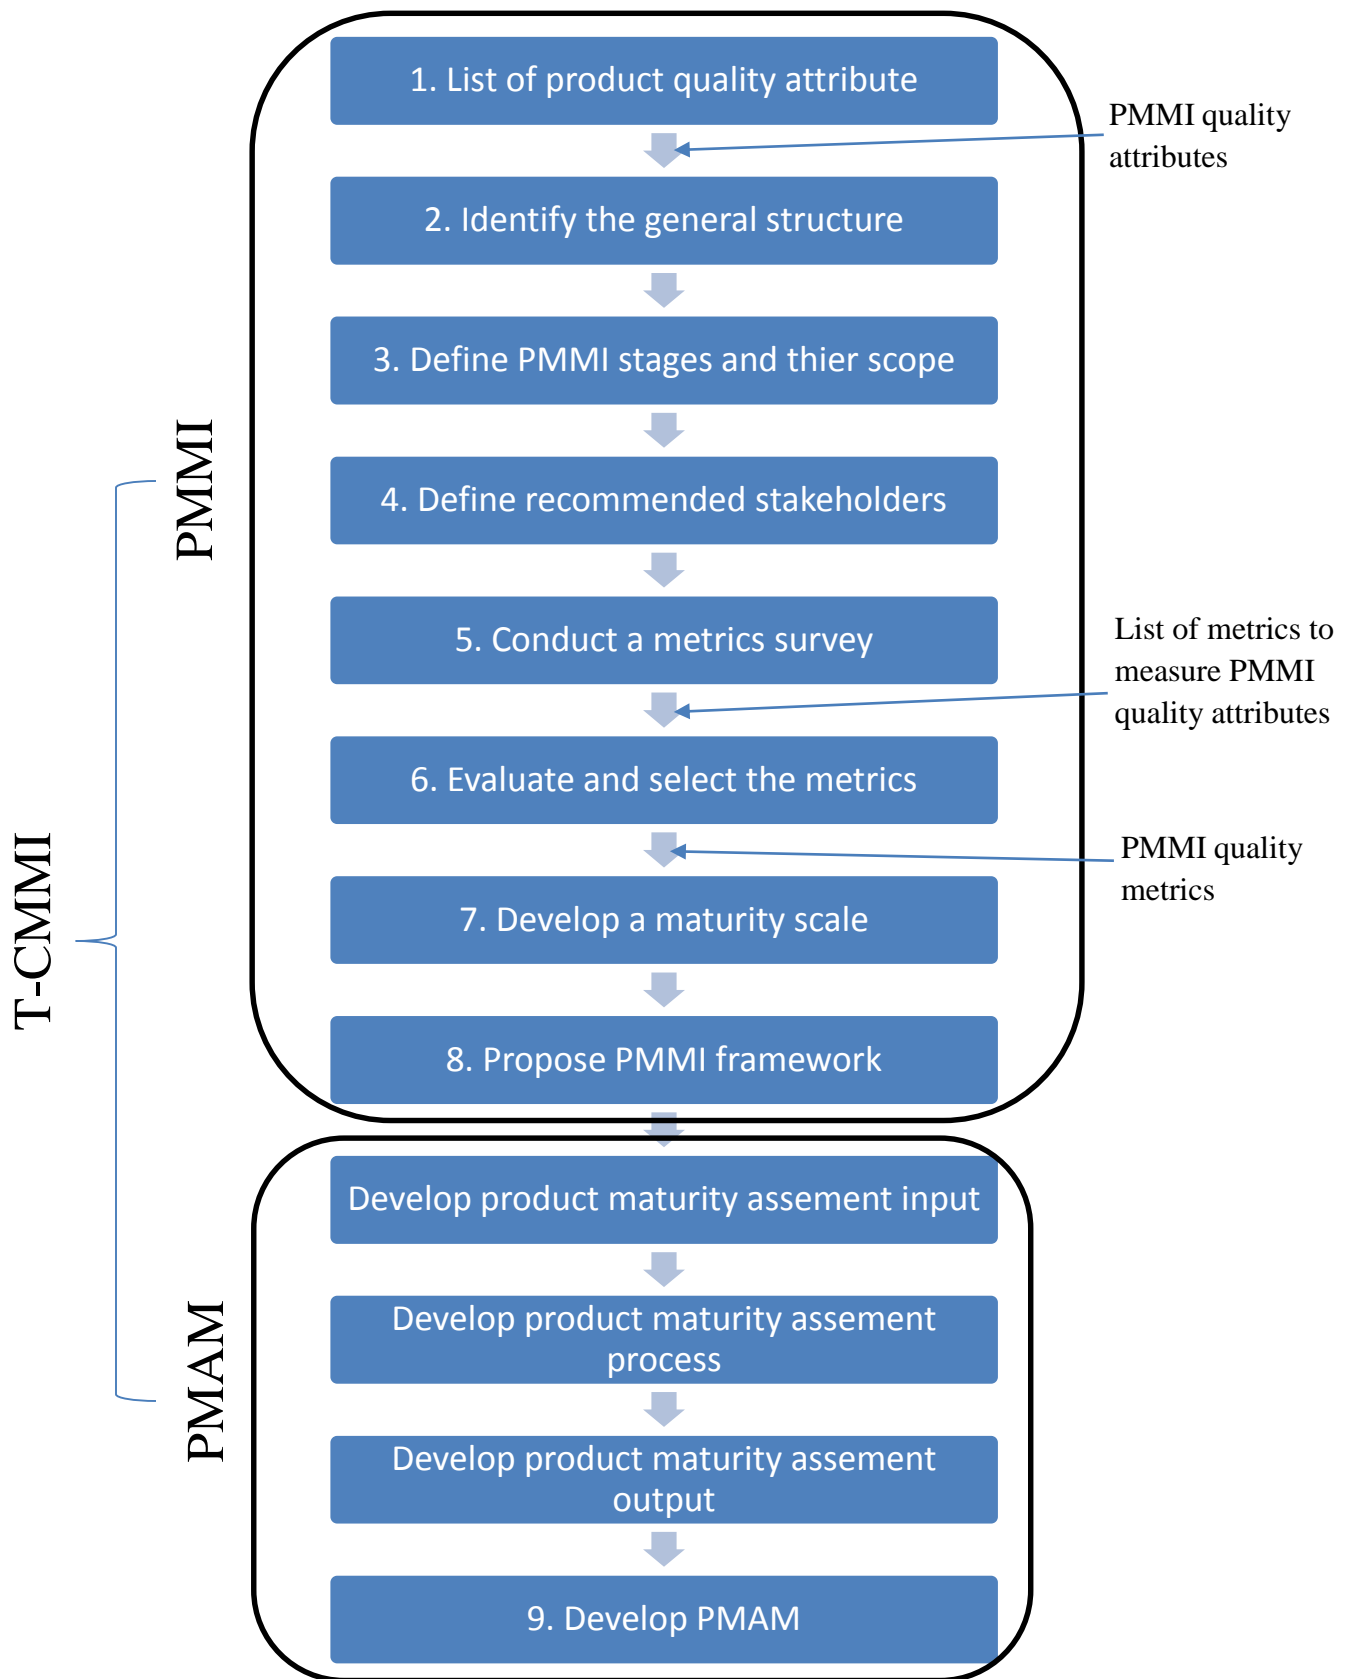 1. List of product quality attribute
PMMI quality
attributes
2. Identify the general structure
3. Define PMMI stages and thier scope
PMMI
4. Define recommended stakeholders
5. Conduct a metrics survey
List of metrics to
measure PMMI
quality attributes
6. Evaluate and select the metrics
PMMI quality
metrics
7. Develop a maturity scale
T-CMMI
8. Propose PMMI framework
Develop product maturity assement input
Develop product maturity assement
process
PMAM
Develop product maturity assement
output
9. Develop PMAM